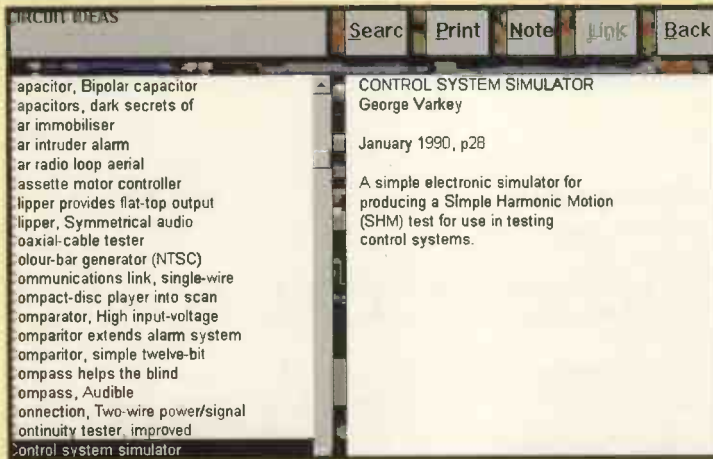 CIRCUIT IDEAS
Searc
Print
Note
Link
Back
apacitor, Bipolar capacitor
apacitors, dark secrets of
ar immobiliser
ar intruder alarm
ar radio loop aerial
assette motor controller
lipper provides flat-top output
lipper, Symmetrical audio
oaxial-cable tester
olour-bar generator (NTSC)
ommunications link, single-wire
ompact-disc player into scan
omparator, High input-voltage
omparitor extends alarm system
omparitor, simple twelve-bit
ompass helps the blind
ompass, Audible
onnection, Two-wire power/signal
ontinuity tester, improved
Control system simulator
CONTROL SYSTEM SIMULATOR
George Varkey
January 1990, p28
A simple electronic simulator for
producing a Simple Harmonic Motion
(SHM) test for use in testing
control systems.